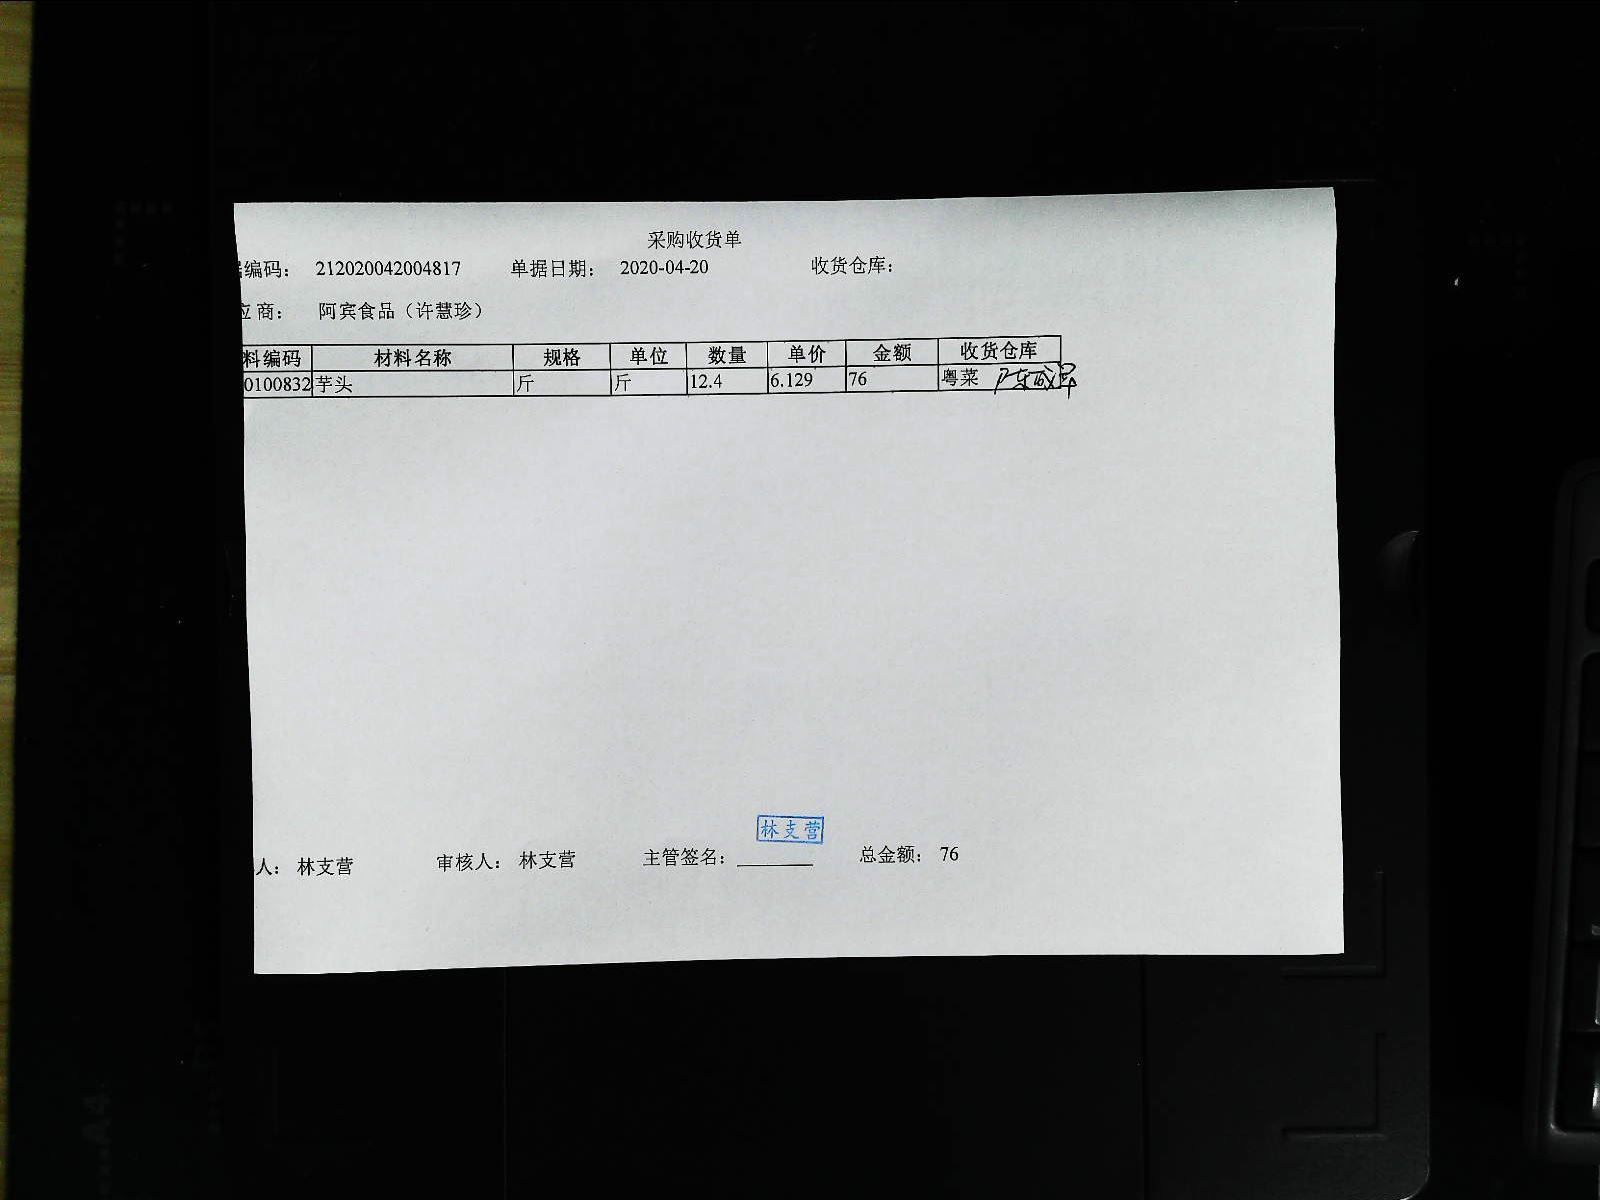 采购收货单
编码： 212020042004817 单据日期： 2020-04-20 收货仓库：
应商： 阿宾食品（许慧珍）
料编码 材料名称 规格 单位 数量 单价 金额 收货仓库
0100832 芋头 斤 斤 12.4 6.129 76 粤菜
林支营
人： 林支营 审核人： 林支营 主管签名： 总金额： 76